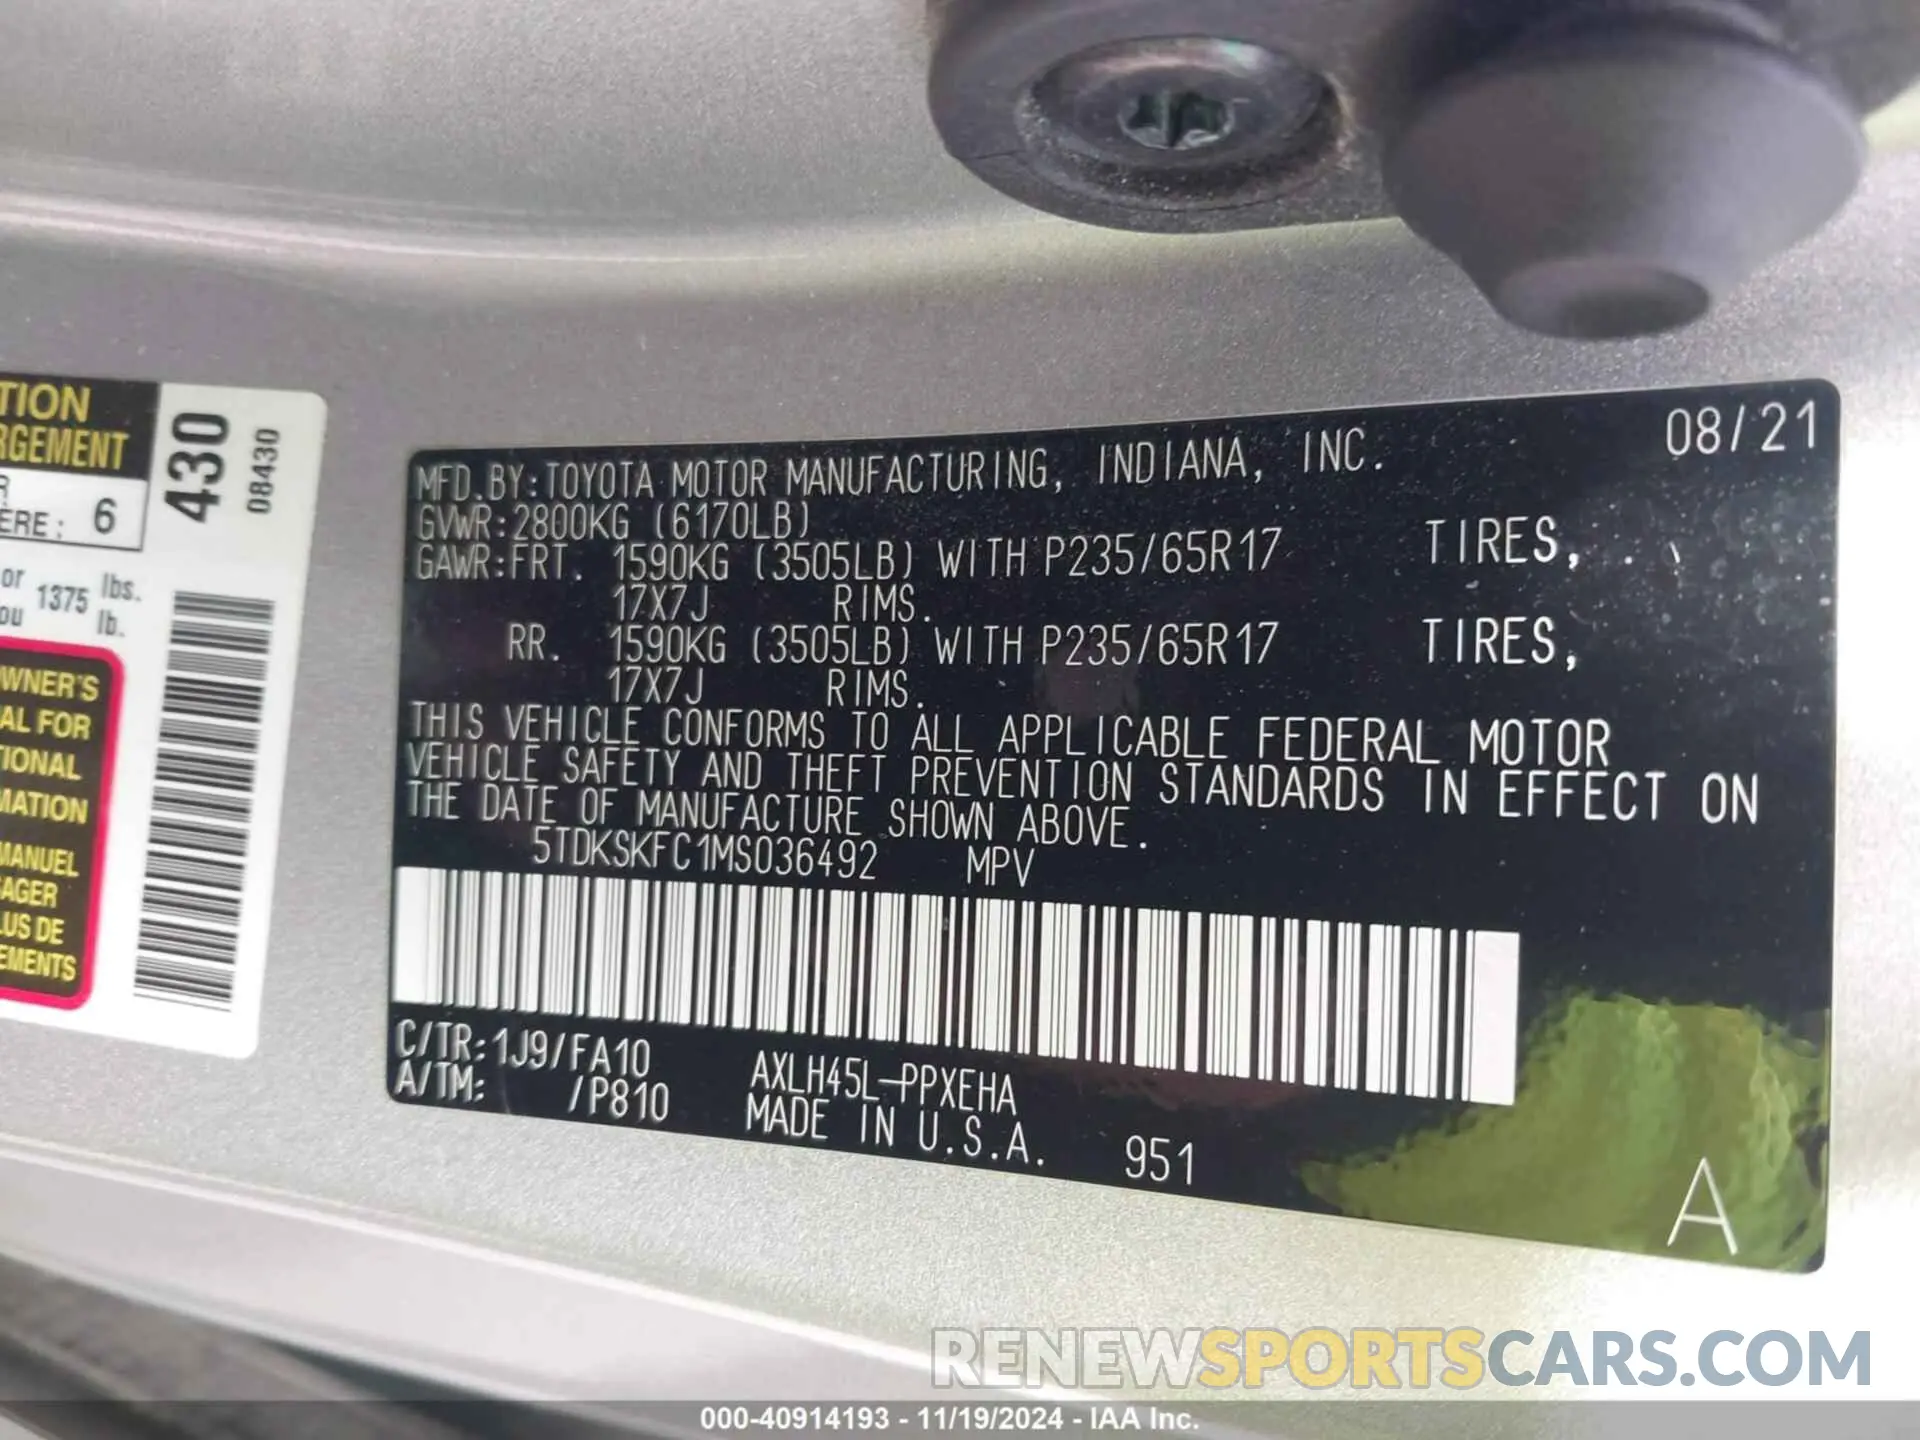 TION
RGEMENT
R
ÈRE: 6
or 1375 lbs.
ou lb.
OWNER'S
AL FOR
TIONAL
MATION
MANUEL
AGER
LUS DE
EMENTS
430
08430
08/21
MFD.BY:TOYOTA MOTOR MANUFACTURING, INDIANA, INC.
GVWR:2800KG (6170LB)
GAWR:FRT. 1590KG (3505LB) WITH P235/65R17 TIRES,
17X7J RIMS.
RR. 1590KG (3505LB) WITH P235/65R17 TIRES,
17X7J RIMS.
THIS VEHICLE CONFORMS TO ALL APPLICABLE FEDERAL MOTOR
VEHICLE SAFETY AND THEFT PREVENTION STANDARDS IN EFFECT ON
THE DATE OF MANUFACTURE SHOWN ABOVE.
5TDKSKFC1MS036492 MPV
C/TR:1J9/FA10 AXLH45L-PPXEHA
A/TM: /P810 MADE IN U.S.A. 951
A
RENEWSPORTSCARS.COM
000-40914193 - 11/19/2024 - IAA Inc.